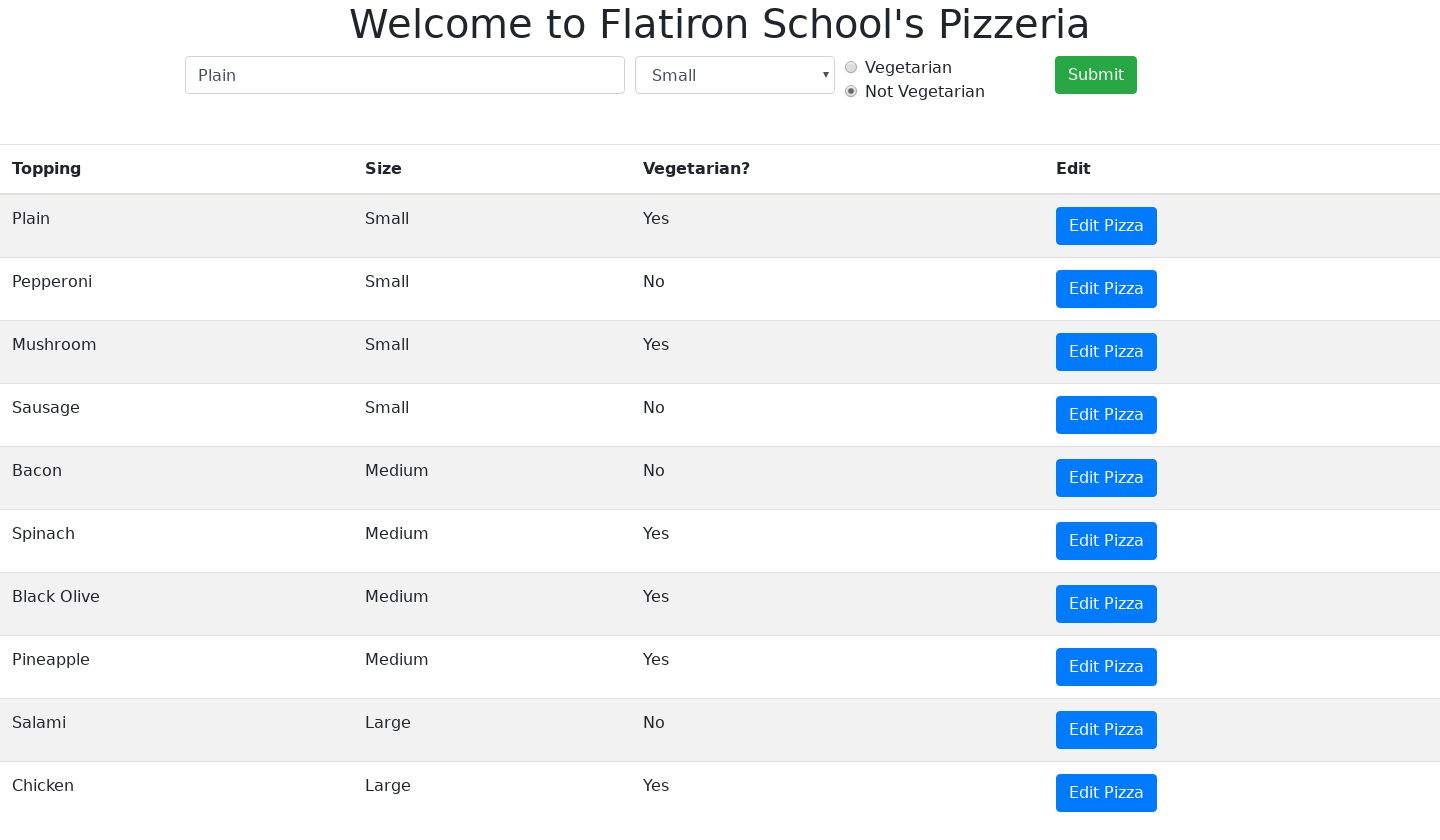 Welcome to Flatiron School's Pizzeria
Plain Small Vegetarian Submit
Not Vegetarian
Topping Size Vegetarian? Edit
Plain Small Yes Edit Pizza
Pepperoni Small No Edit Pizza
Mushroom Small Yes Edit Pizza
Sausage Small No Edit Pizza
Bacon Medium No Edit Pizza
Spinach Medium Yes Edit Pizza
Black Olive Medium Yes Edit Pizza
Pineapple Medium Yes Edit Pizza
Salami Large No Edit Pizza
Chicken Large Yes Edit Pizza